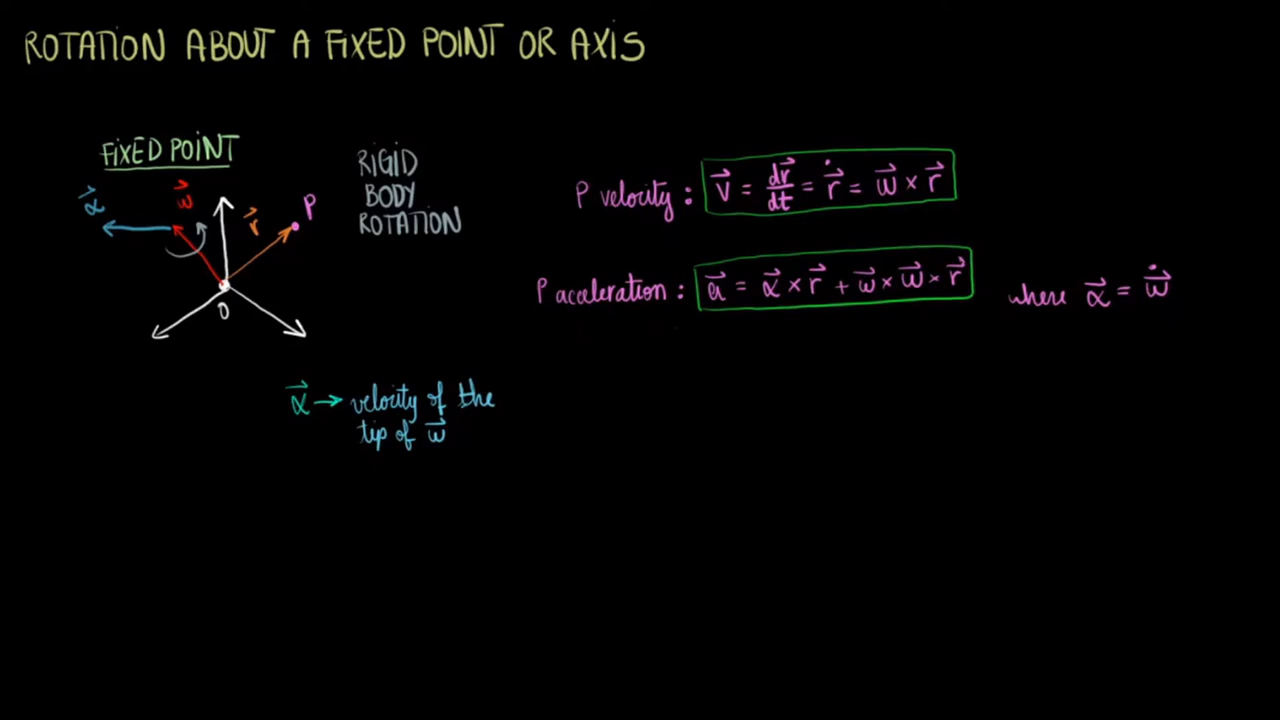 ROTATION ABOUT A FIXED POINT OR AXIS
FIXED POINT
RIGID
BODY
ROTATION
α⃗
ω⃗
r⃗
P
O
P velocity : v⃗ = dr⃗/dt = ṙ⃗ = ω⃗ × r⃗
P acceleration : a⃗ = α⃗ × r⃗ + ω⃗ × ω⃗ × r⃗ where α⃗ = ω̇⃗
α⃗ → velocity of the
tip of ω⃗